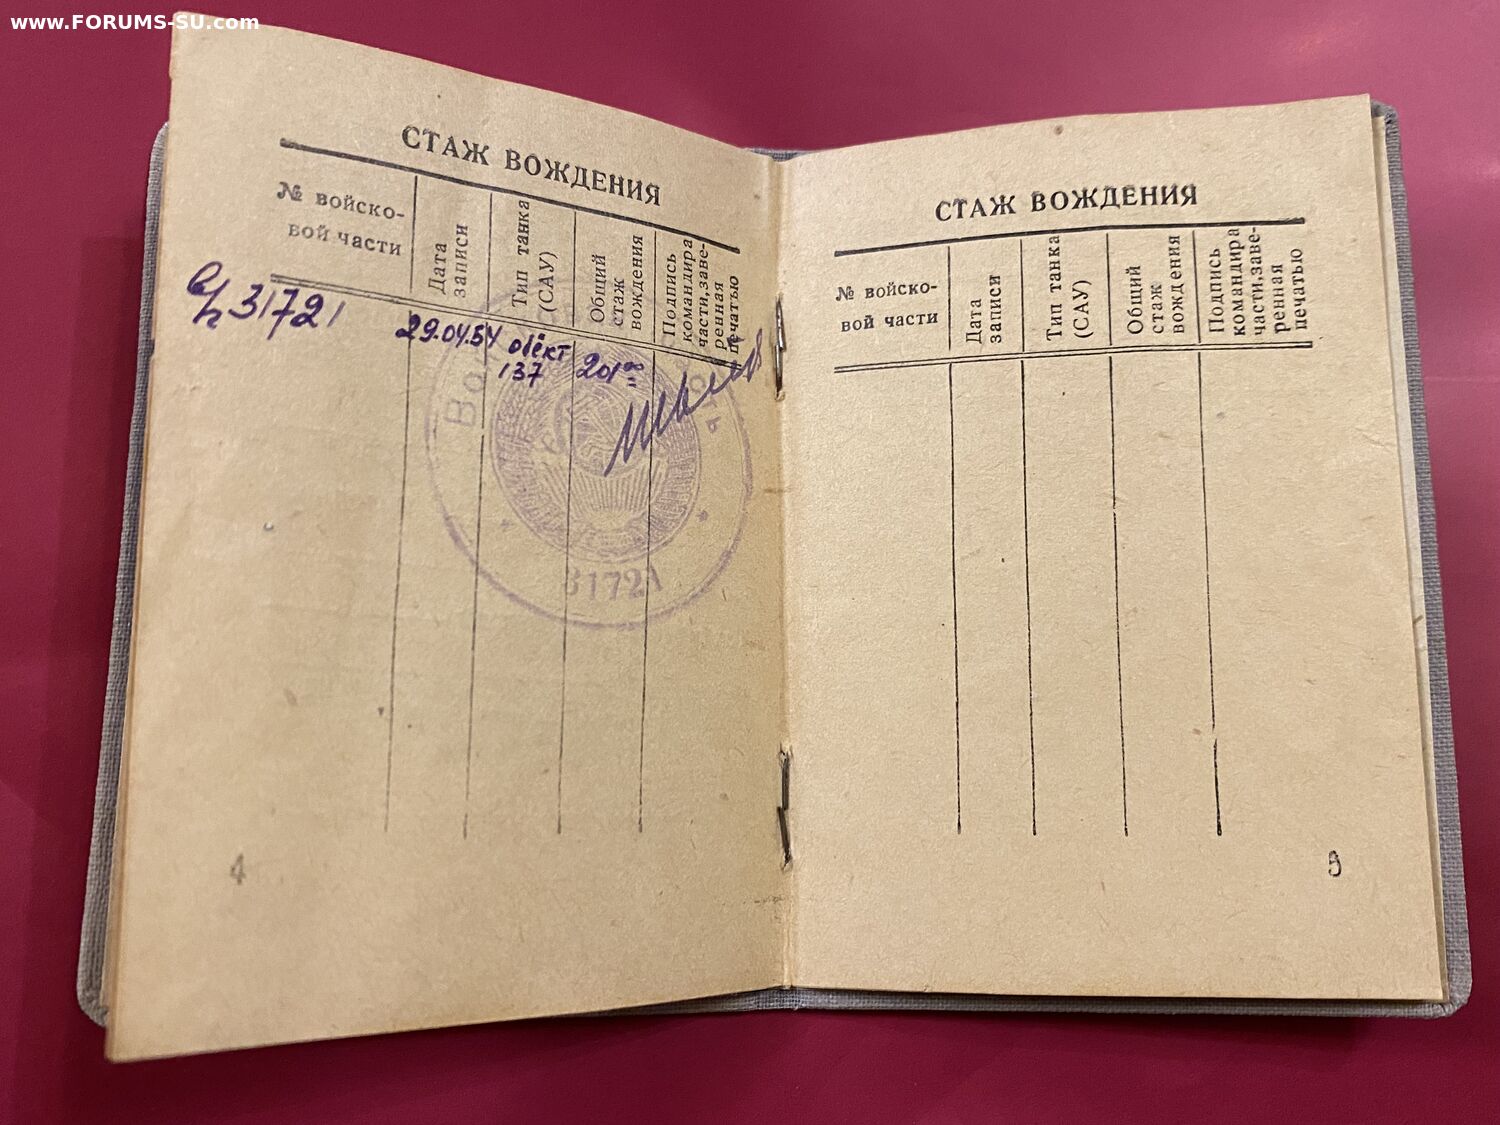 www.FORUMS-SU.com
СТАЖ ВОЖДЕНИЯ
№ войско-
вой части
Дата
записи
Тип танка
(САУ)
Общий
стаж
вождения
Подпись
командира
части, заве-
ренная
печатью
в/ч 31721
29.04.54
обект
137
201
31721
4
СТАЖ ВОЖДЕНИЯ
№ войско-
вой части
Дата
записи
Тип танка
(САУ)
Общий
стаж
вождения
Подпись
командира
части, заве-
ренная
печатью
5